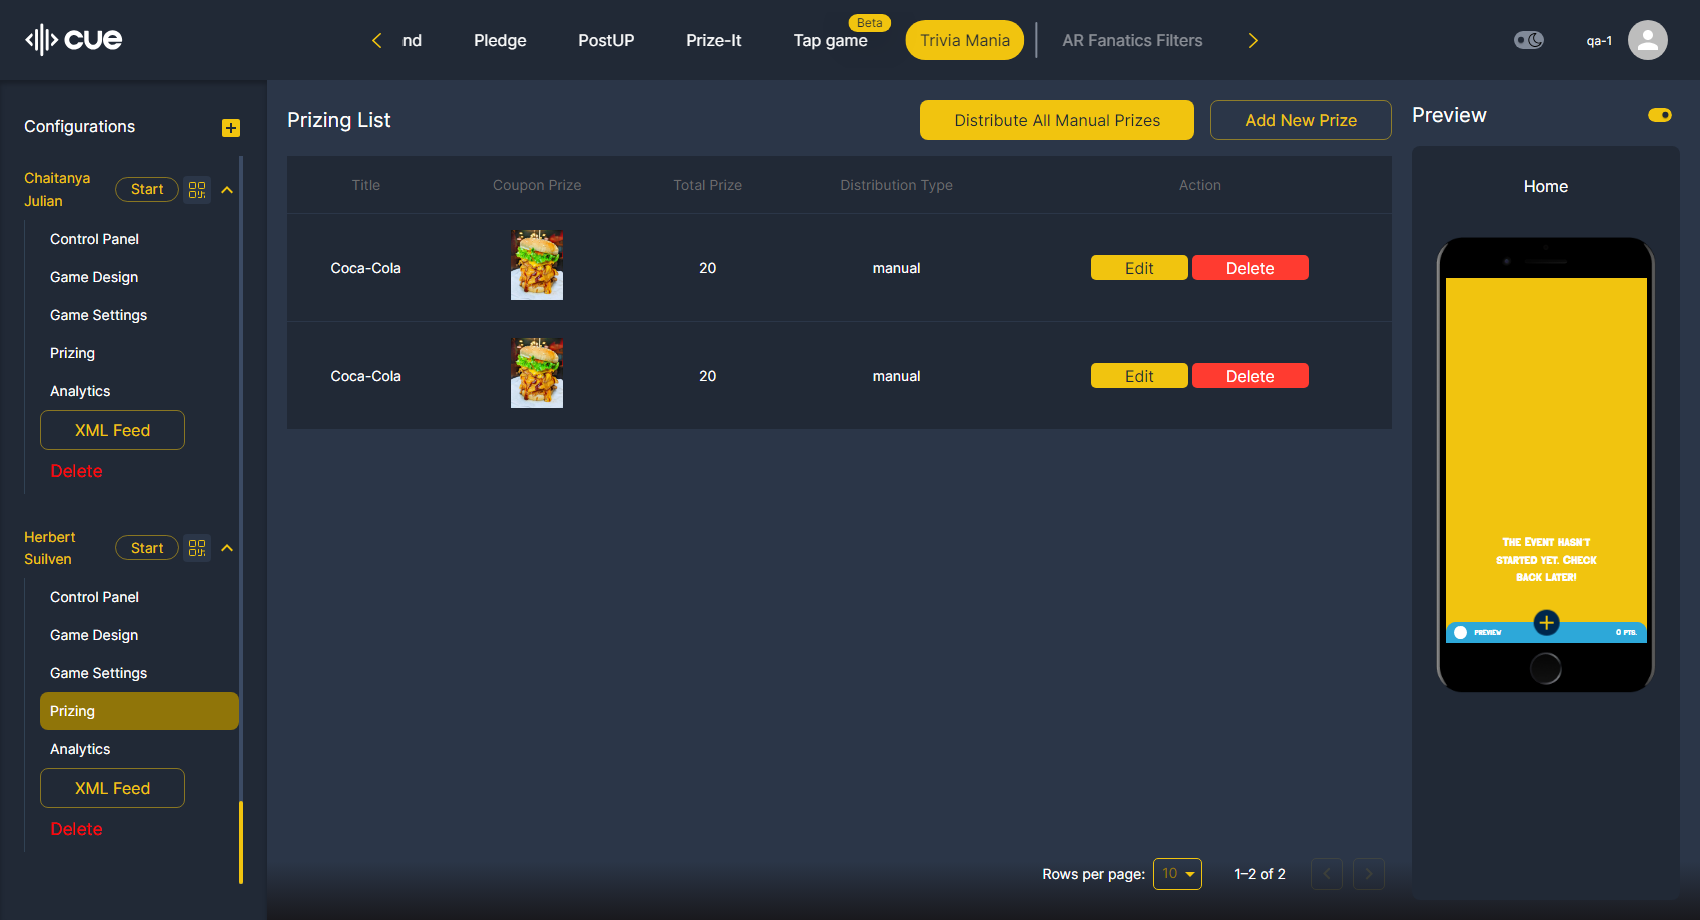 cue
nd
Pledge
PostUP
Prize-It
Tap game
Beta
Trivia Mania
AR Fanatics Filters
qa-1
Configurations
Chaitanya
Julian
Start
Control Panel
Game Design
Game Settings
Prizing
Analytics
XML Feed
Delete
Herbert
Suilven
Start
Control Panel
Game Design
Game Settings
Prizing
Analytics
XML Feed
Delete
Prizing List
Distribute All Manual Prizes
Add New Prize
Title Coupon Prize Total Prize Distribution Type Action
Coca-Cola 20 manual Edit Delete
Coca-Cola 20 manual Edit Delete
Rows per page: 10 1–2 of 2
Preview
Home
The Event hasn't
started yet. Check
back later!
Preview
0 pts.